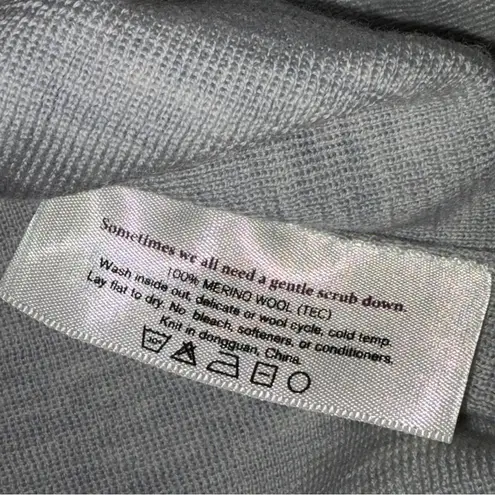 Sometimes we all need a gentle scrub down.
100% MERINO WOOL (TEC)
Wash inside out, delicate or wool cycle, cold temp.
Lay flat to dry. No bleach, softeners, or conditioners.
Knit in dongguan, China.